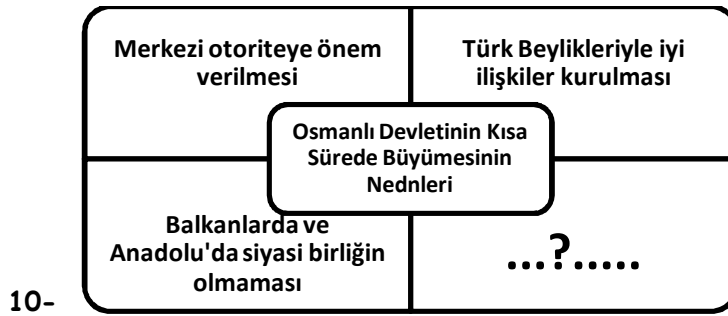 Merkezi otoriteye önem
verilmesi
Türk Beylikleriyle iyi
ilişkiler kurulması
Osmanlı Devletinin Kısa
Sürede Büyümesinin
Nednleri
Balkanlarda ve
Anadolu'da siyasi birliğin
olmaması
...?.....
10-